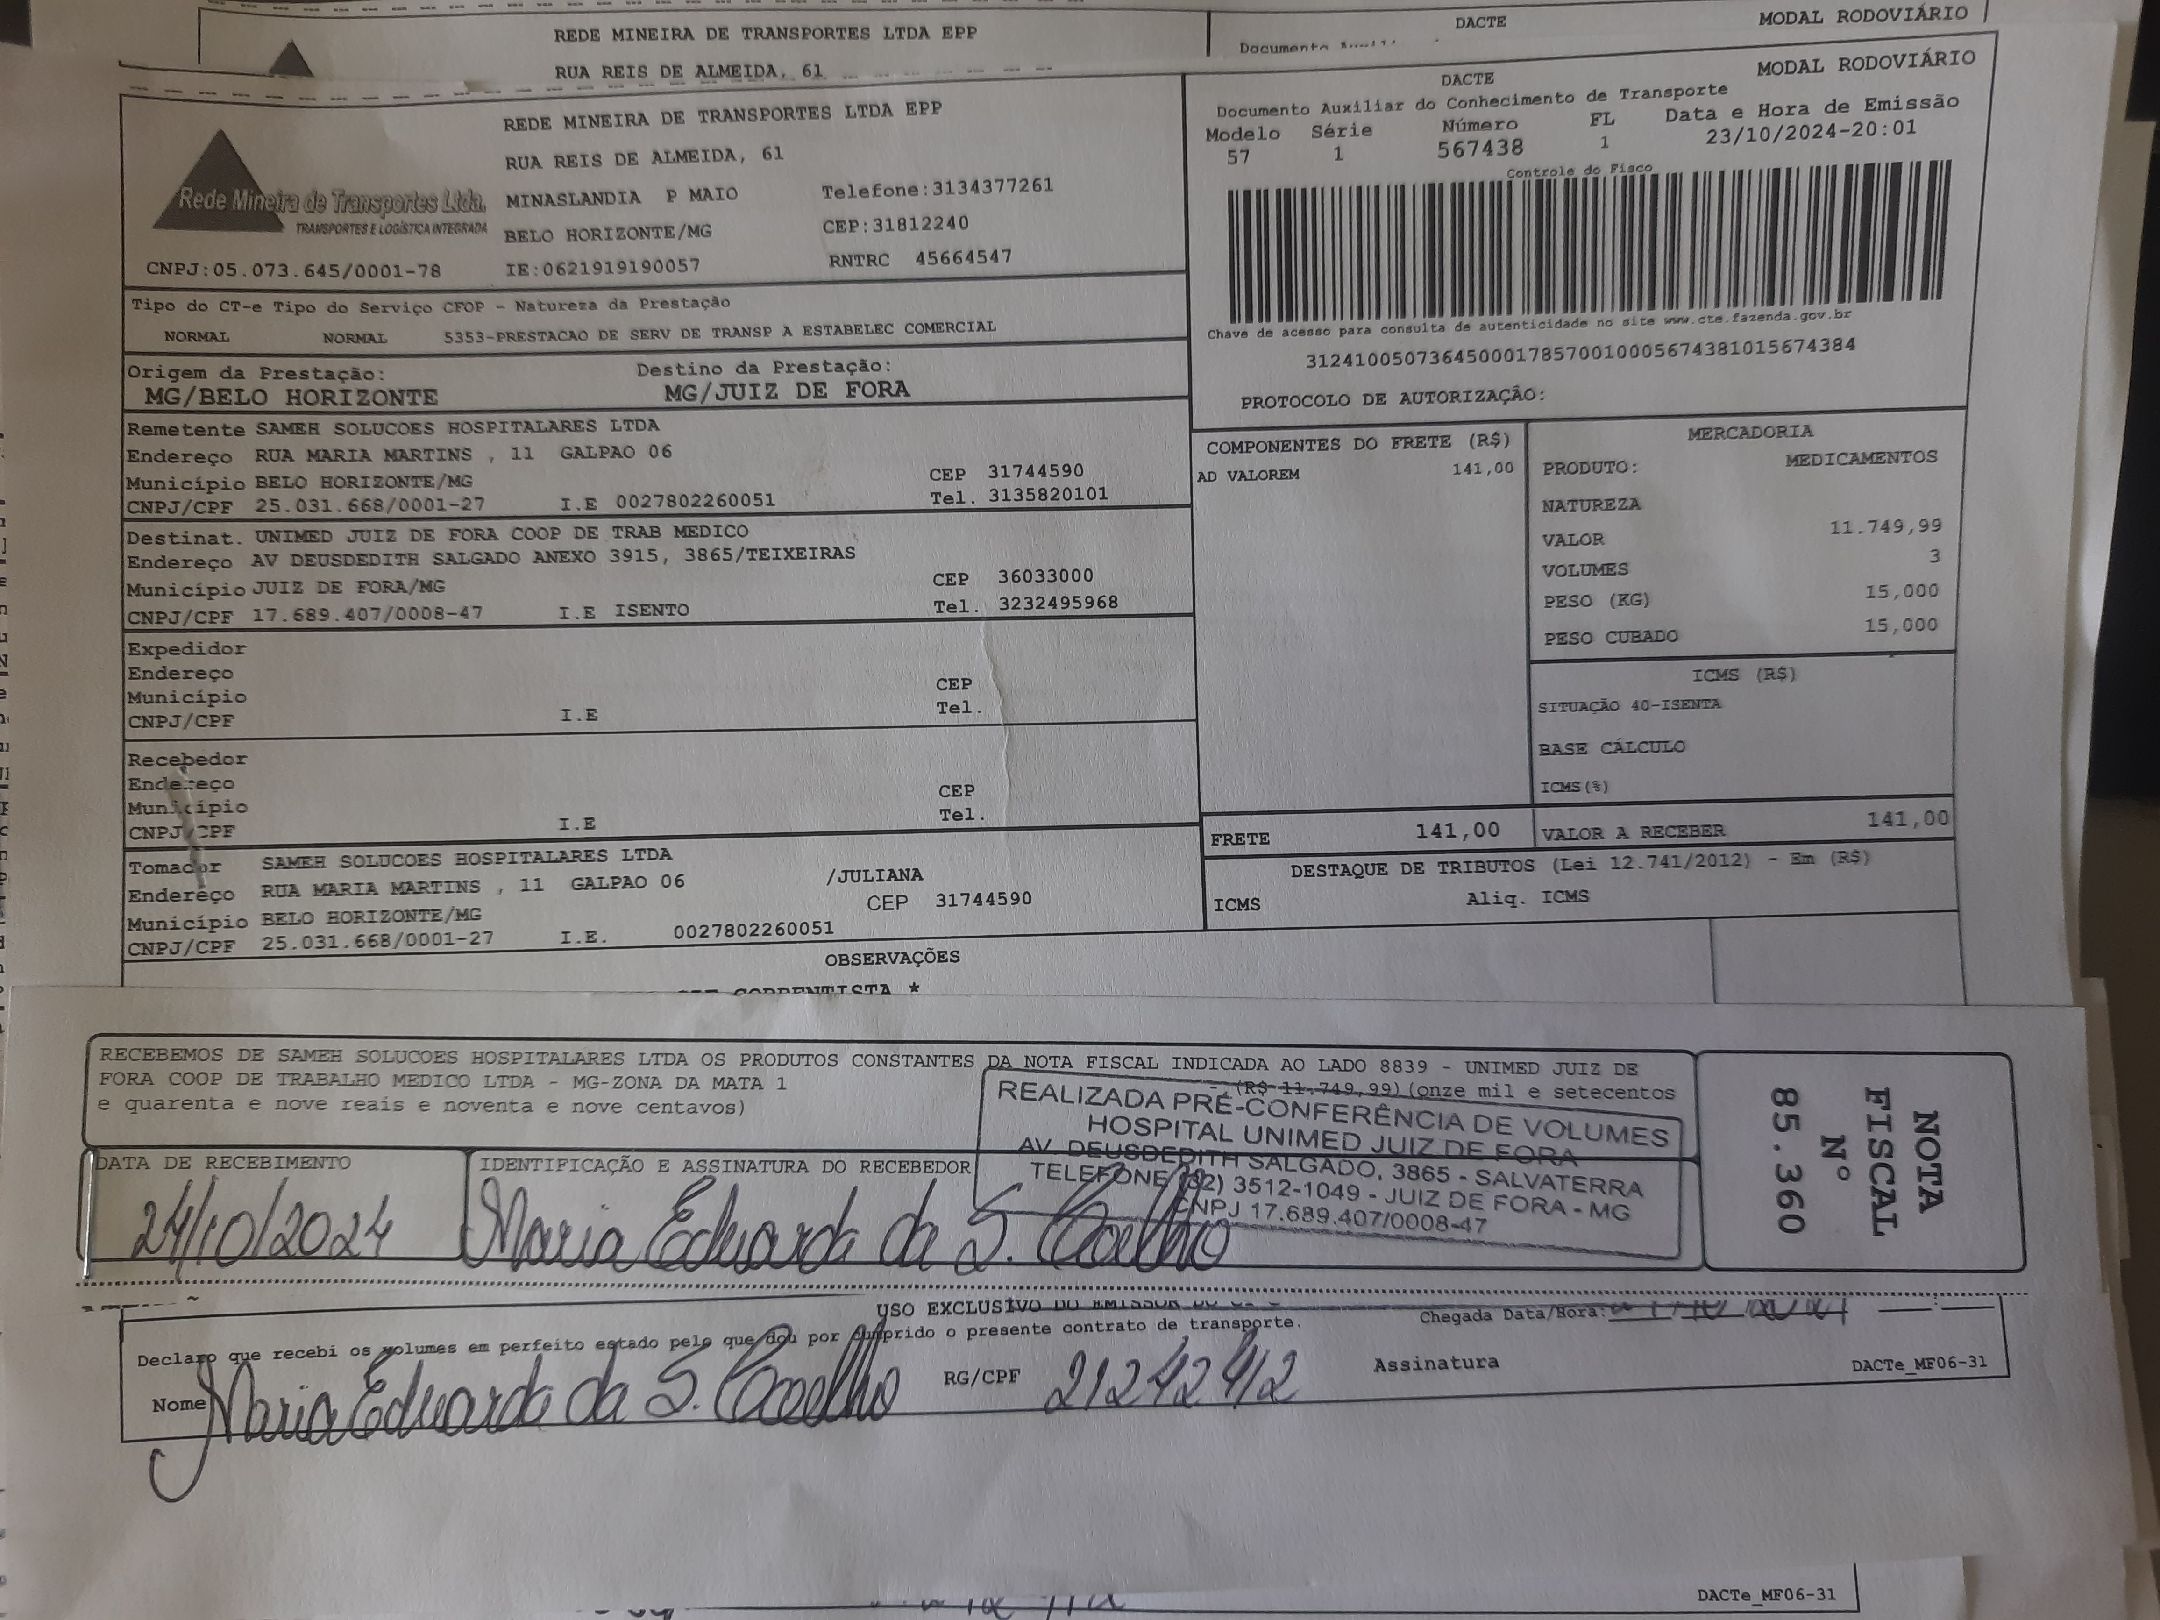 REDE MINEIRA DE TRANSPORTES LTDA EPP
RUA REIS DE ALMEIDA, 61
DACTE
MODAL RODOVIÁRIO
Documento
REDE MINEIRA DE TRANSPORTES LTDA EPP
RUA REIS DE ALMEIDA, 61
MINASLANDIA P MAIO Telefone:3134377261
BELO HORIZONTE/MG CEP:31812240
CNPJ:05.073.645/0001-78 IE:0621919190057 RNTRC 45664547
Rede Mineira de Transportes Ltda.
TRANSPORTES E LOGÍSTICA INTEGRADA
DACTE MODAL RODOVIÁRIO
Documento Auxiliar do Conhecimento de Transporte
Modelo Série Número FL Data e Hora de Emissão
57 1 567438 1 23/10/2024-20:01
Controle do Fisco
Chave de acesso para consulta de autenticidade no site www.cte.fazenda.gov.br
31241005073645000178570010005674381015674384
PROTOCOLO DE AUTORIZAÇÃO:
Tipo do CT-e Tipo do Serviço CFOP - Natureza da Prestação
NORMAL NORMAL 5353-PRESTACAO DE SERV DE TRANSP A ESTABELEC COMERCIAL
Origem da Prestação: Destino da Prestação:
MG/BELO HORIZONTE MG/JUIZ DE FORA
Remetente SAMEH SOLUCOES HOSPITALARES LTDA
Endereço RUA MARIA MARTINS , 11 GALPAO 06
Município BELO HORIZONTE/MG CEP 31744590
CNPJ/CPF 25.031.668/0001-27 I.E 0027802260051 Tel. 3135820101
Destinat. UNIMED JUIZ DE FORA COOP DE TRAB MEDICO
Endereço AV DEUSDEDITH SALGADO ANEXO 3915, 3865/TEIXEIRAS
Município JUIZ DE FORA/MG CEP 36033000
CNPJ/CPF 17.689.407/0008-47 I.E ISENTO Tel. 3232495968
Expedidor
Endereço
Município CEP
CNPJ/CPF I.E Tel.
Recebedor
Endereço
Município CEP
CNPJ/CPF I.E Tel.
Tomador SAMEH SOLUCOES HOSPITALARES LTDA
Endereço RUA MARIA MARTINS , 11 GALPAO 06 /JULIANA
Município BELO HORIZONTE/MG CEP 31744590
CNPJ/CPF 25.031.668/0001-27 I.E. 0027802260051
COMPONENTES DO FRETE (R$)
AD VALOREM 141,00
MERCADORIA
PRODUTO: MEDICAMENTOS
NATUREZA
VALOR 11.749,99
VOLUMES 3
PESO (KG) 15,000
PESO CUBADO 15,000
ICMS (R$)
SITUAÇÃO 40-ISENTA
BASE CÁLCULO
ICMS(%)
FRETE 141,00 VALOR A RECEBER 141,00
DESTAQUE DE TRIBUTOS (Lei 12.741/2012) - Em (R$)
ICMS Aliq. ICMS
OBSERVAÇÕES
CORRENTISTA *
RECEBEMOS DE SAMEH SOLUCOES HOSPITALARES LTDA OS PRODUTOS CONSTANTES DA NOTA FISCAL INDICADA AO LADO 8839 - UNIMED JUIZ DE
FORA COOP DE TRABALHO MEDICO LTDA - MG-ZONA DA MATA 1
- (R$ 11.749,99)(onze mil e setecentos
e quarenta e nove reais e noventa e nove centavos)
REALIZADA PRÉ-CONFERÊNCIA DE VOLUMES
HOSPITAL UNIMED JUIZ DE FORA
AV. DEUSDEDITH SALGADO, 3865 - SALVATERRA
TELEFONE (32) 3512-1049 - JUIZ DE FORA - MG
CNPJ 17.689.407/0008-47
DATA DE RECEBIMENTO IDENTIFICAÇÃO E ASSINATURA DO RECEBEDOR
24/10/2024 Maria Eduarda da S. Coelho
NOTA
FISCAL
Nº
85.360
USO EXCLUSIVO DO EMISSOR DO
Chegada Data/Hora:
Declaro que recebi os volumes em perfeito estado pelo que dou por cumprido o presente contrato de transporte.
Nome Maria Eduarda da S. Coelho RG/CPF 21242412 Assinatura DACTe_MF06-31
DACTe_MF06-31